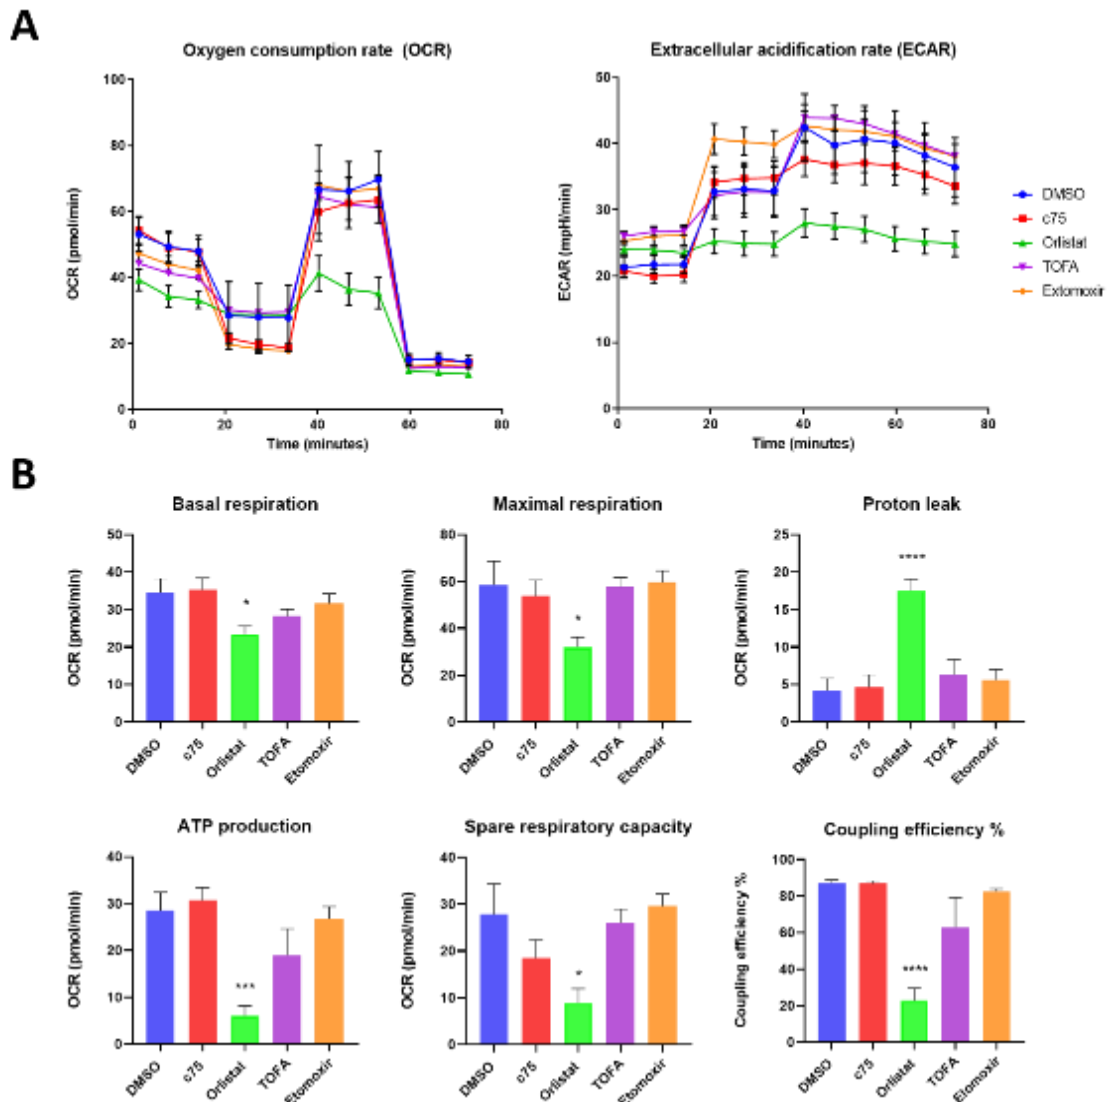 A
Oxygen consumption rate (OCR)
100
80
60
40
20
0
OCR (pmol/min)
0 20 40 60 80
Time (minutes)
Extracellular acidification rate (ECAR)
50
40
30
20
10
0
ECAR (mpH/min)
0 20 40 60 80
Time (minutes)
DMSO
c75
Orlistat
TOFA
Extomoxir
B
Basal respiration
50
40
30
20
10
0
OCR (pmol/min)
*
DMSO c75 Orlistat TOFA Etomoxir
Maximal respiration
80
60
40
20
0
OCR (pmol/min)
*
DMSO c75 Orlistat TOFA Etomoxir
Proton leak
25
20
15
10
5
0
OCR (pmol/min)
****
DMSO c75 Orlistat TOFA Etomoxir
ATP production
40
30
20
10
0
OCR (pmol/min)
***
DMSO c75 Orlistat TOFA Etomoxir
Spare respiratory capacity
40
30
20
10
0
OCR (pmol/min)
*
DMSO c75 Orlistat TOFA Etomoxir
Coupling efficiency %
100
80
60
40
20
0
Coupling efficiency %
****
DMSO c75 Orlistat TOFA Etomoxir